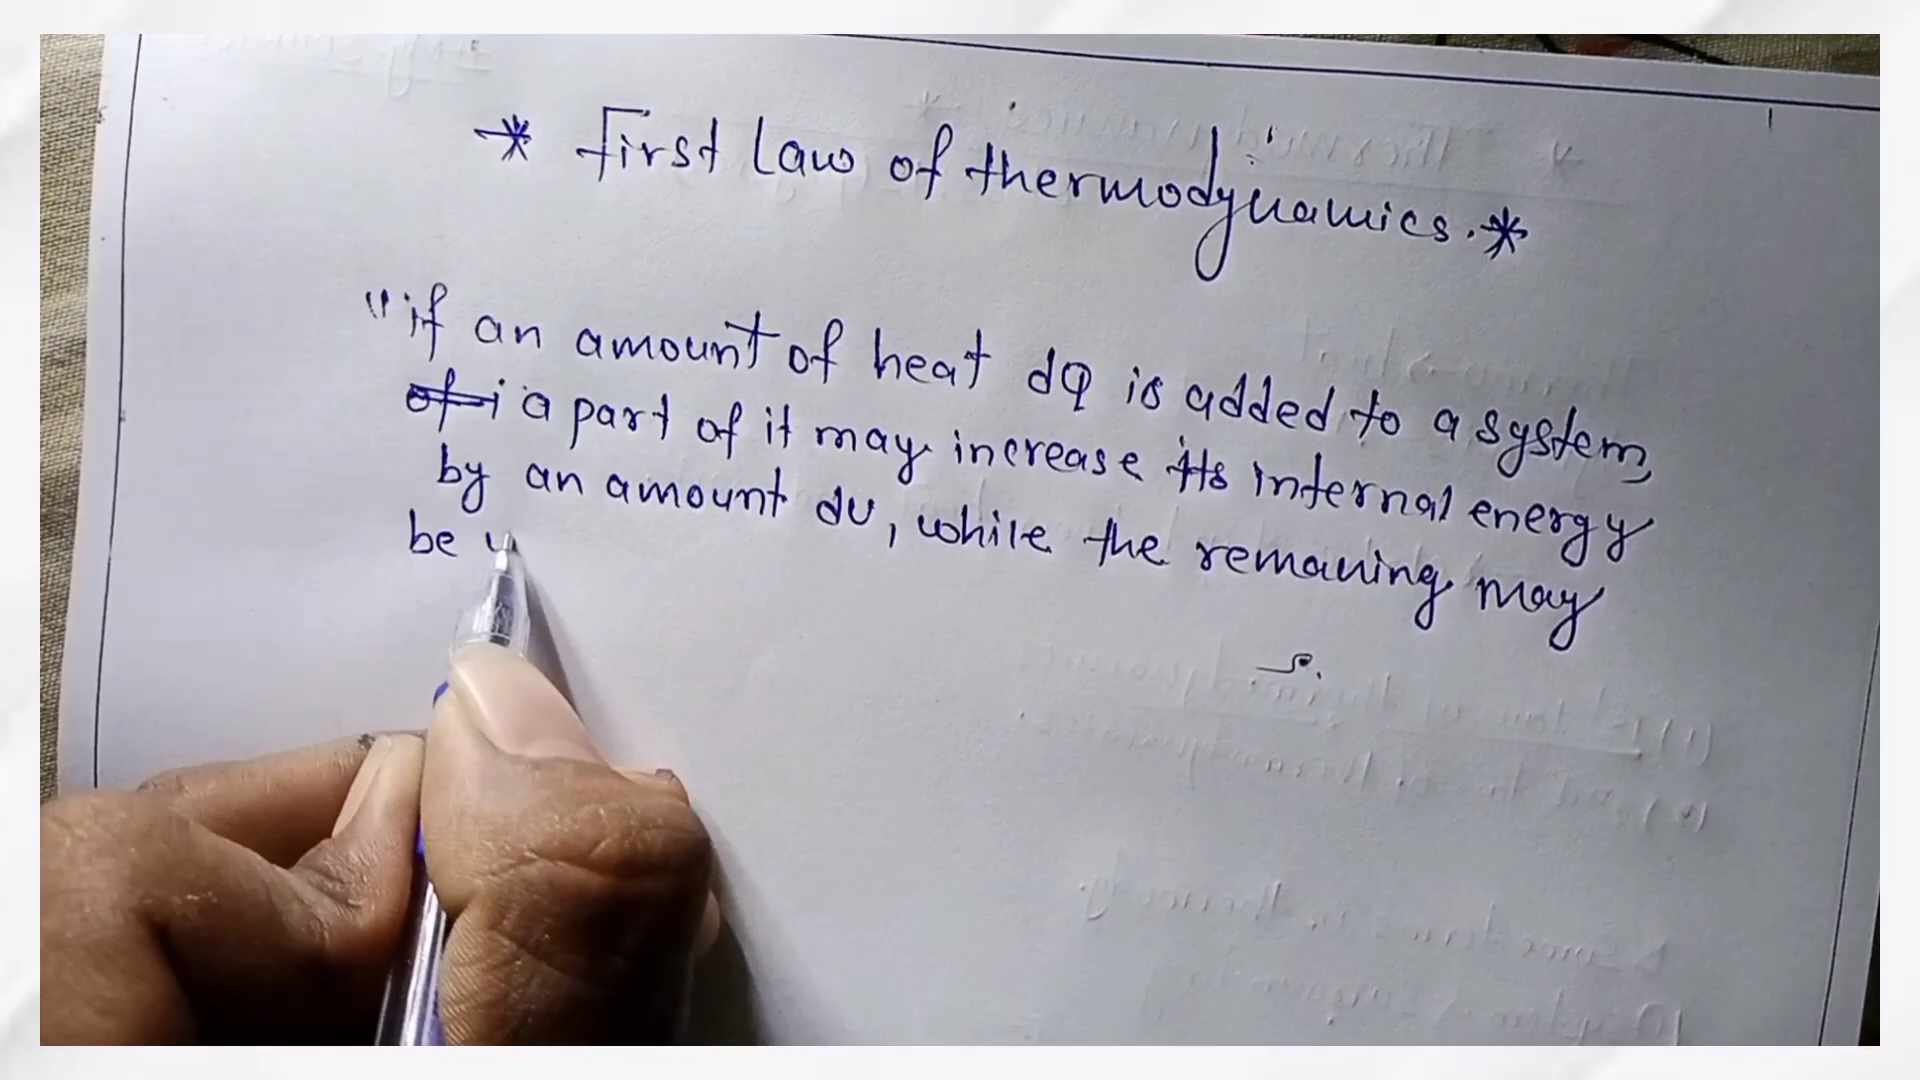 * First Law of thermodynamics. *
"if an amount of heat dQ is added to a system,
a part of it may increase its internal energy
by an amount du, while the remaining may
be